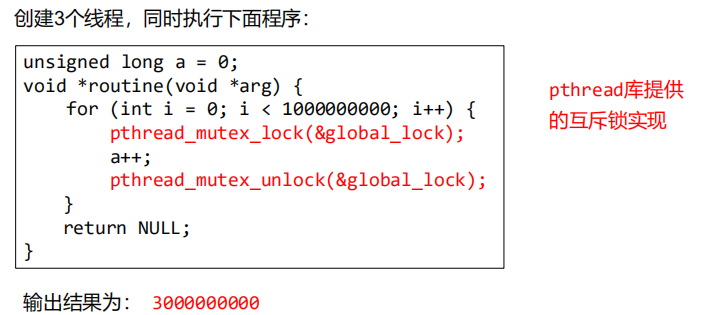 创建3个线程，同时执行下面程序：
unsigned long a = 0;
void *routine(void *arg) {
    for (int i = 0; i < 1000000000; i++) {
        pthread_mutex_lock(&global_lock);
        a++;
        pthread_mutex_unlock(&global_lock);
    }
    return NULL;
}
pthread库提供
的互斥锁实现
输出结果为： 3000000000